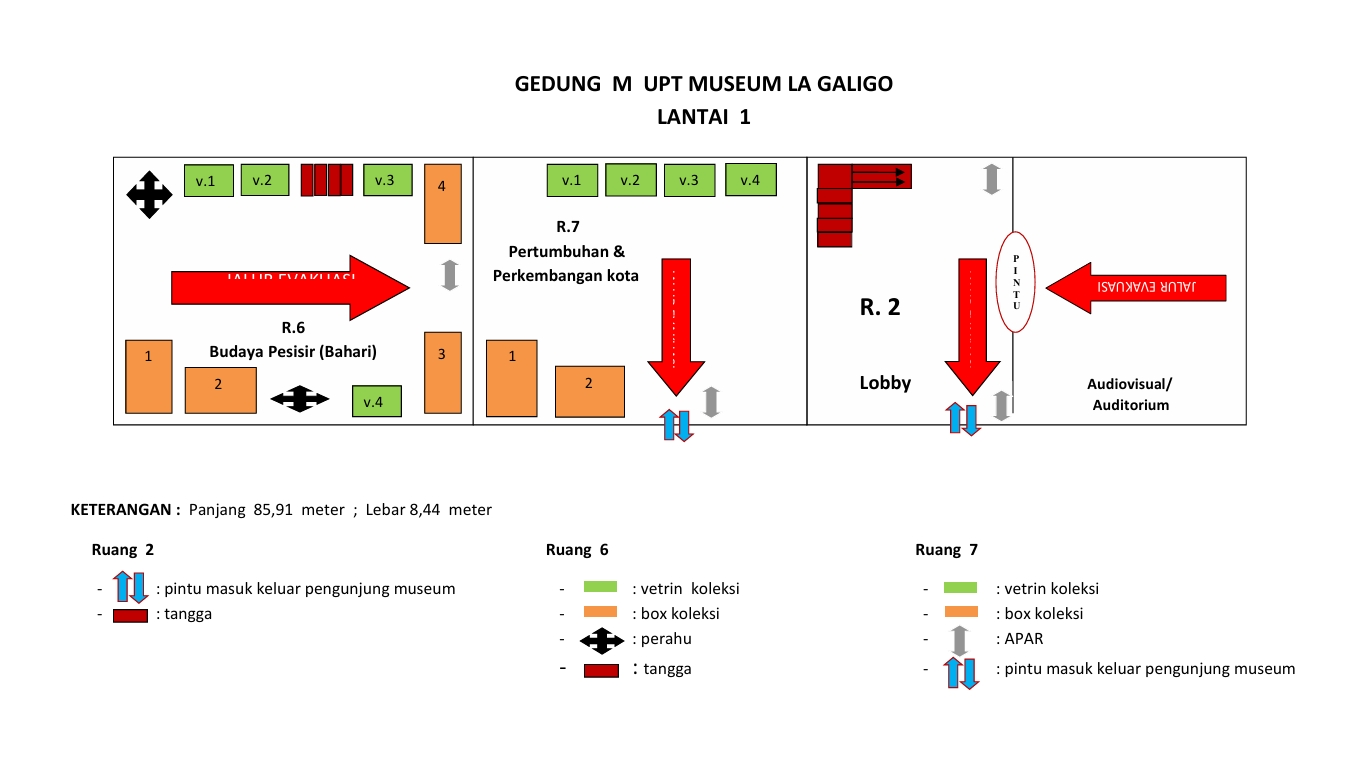 GEDUNG M UPT MUSEUM LA GALIGO
LANTAI 1
v.1
v.2
v.3
4
v.1
v.2
v.3
v.4
R.7
Pertumbuhan &
Perkembangan kota
JALUR EVAKUASI
R. 2
PINTU
JALUR EVAKUASI
R.6
Budaya Pesisir (Bahari)
1
2
v.4
3
1
2
Lobby
Audiovisual/
Auditorium
KETERANGAN : Panjang 85,91 meter ; Lebar 8,44 meter
Ruang 2
- : pintu masuk keluar pengunjung museum
- : tangga
Ruang 6
- : vetrin koleksi
- : box koleksi
- : perahu
- : tangga
Ruang 7
- : vetrin koleksi
- : box koleksi
- : APAR
- : pintu masuk keluar pengunjung museum